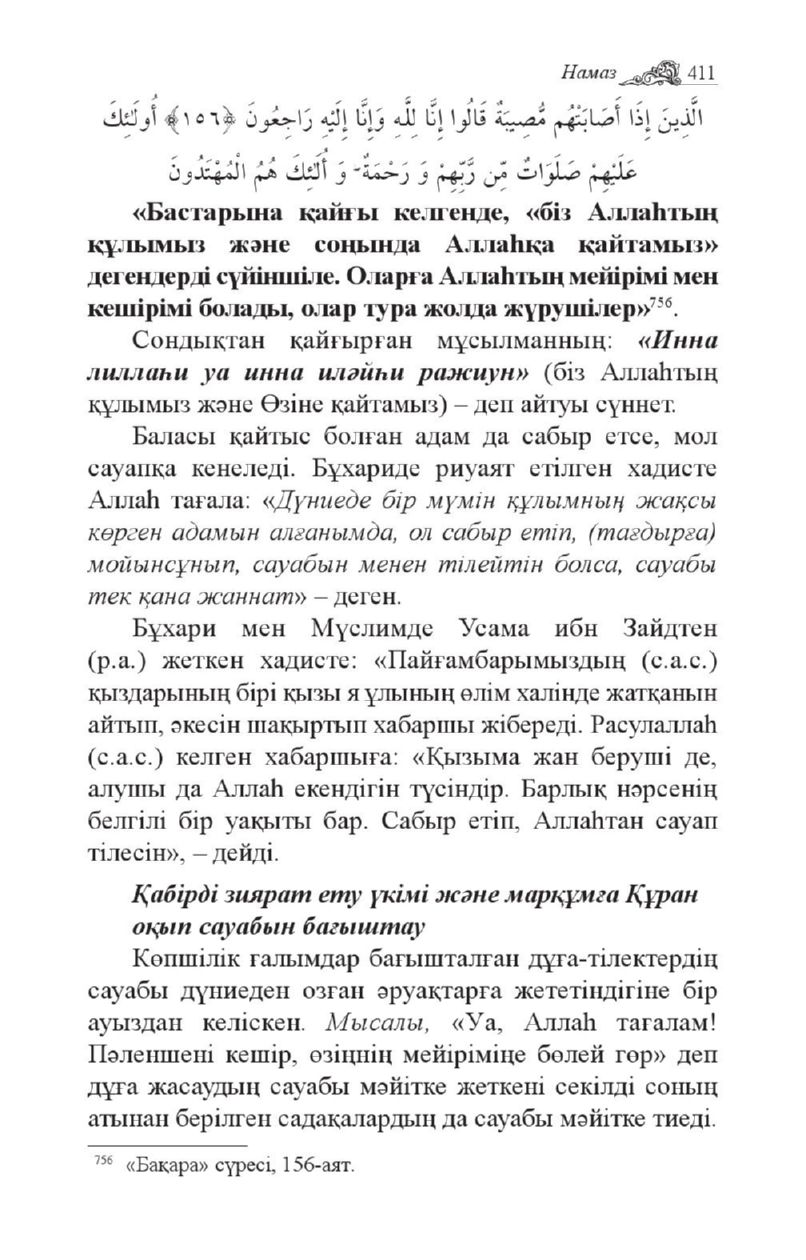 Намаз 411
الَّذِينَ إِذَا أَصَابَتْهُم مُّصِيبَةٌ قَالُوا إِنَّا لِلَّهِ وَإِنَّا إِلَيْهِ رَاجِعُونَ ﴿١٥٦﴾ أُولَـٰئِكَ
عَلَيْهِمْ صَلَوَاتٌ مِّن رَّبِّهِمْ وَ رَحْمَةٌ- وَ أُلَـٰئِكَ هُمُ الْمُهْتَدُونَ
«Бастарына қайғы келгенде, «біз Аллаһтың
құлымыз және соңында Аллаһқа қайтамыз»
дегендерді сүйіншіле. Оларға Аллаһтың мейірімі мен
кешірімі болады, олар тура жолда жүрушілер»756.
Сондықтан қайғырған мұсылманның: «Инна
лиллаһи уа инна иләйһи ражиун» (біз Аллаһтың
құлымыз және Өзіне қайтамыз) – деп айтуы сүннет.
Баласы қайтыс болған адам да сабыр етсе, мол
сауапқа кенеледі. Бұхариде риуаят етілген хадисте
Аллаһ тағала: «Дүниеде бір мүмін құлымның жақсы
көрген адамын алғанымда, ол сабыр етіп, (тағдырға)
мойынсұнып, сауабын менен тілейтін болса, сауабы
тек қана жаннат» – деген.
Бұхари мен Мүслимде Усама ибн Зайдтен
(р.а.) жеткен хадисте: «Пайғамбарымыздың (с.а.с.)
қыздарының бірі қызы я ұлының өлім халінде жатқанын
айтып, әкесін шақыртып хабаршы жібереді. Расулаллаһ
(с.а.с.) келген хабаршыға: «Қызыма жан беруші де,
алушы да Аллаһ екендігін түсіндір. Барлық нәрсенің
белгілі бір уақыты бар. Сабыр етіп, Аллаһтан сауап
тілесін», – дейді.
Қабірді зиярат ету үкімі және марқұмға Құран
оқып сауабын бағыштау
Көпшілік ғалымдар бағышталған дұға-тілектердің
сауабы дүниеден озған әруақтарға жететіндігіне бір
ауыздан келіскен. Мысалы, «Уа, Аллаһ тағалам!
Пәленшені кешір, өзіңнің мейіріміңе бөлей гөр» деп
дұға жасаудың сауабы мәйітке жеткені секілді соның
атынан берілген садақалардың да сауабы мәйітке тиеді.
756 «Бақара» сүресі, 156-аят.